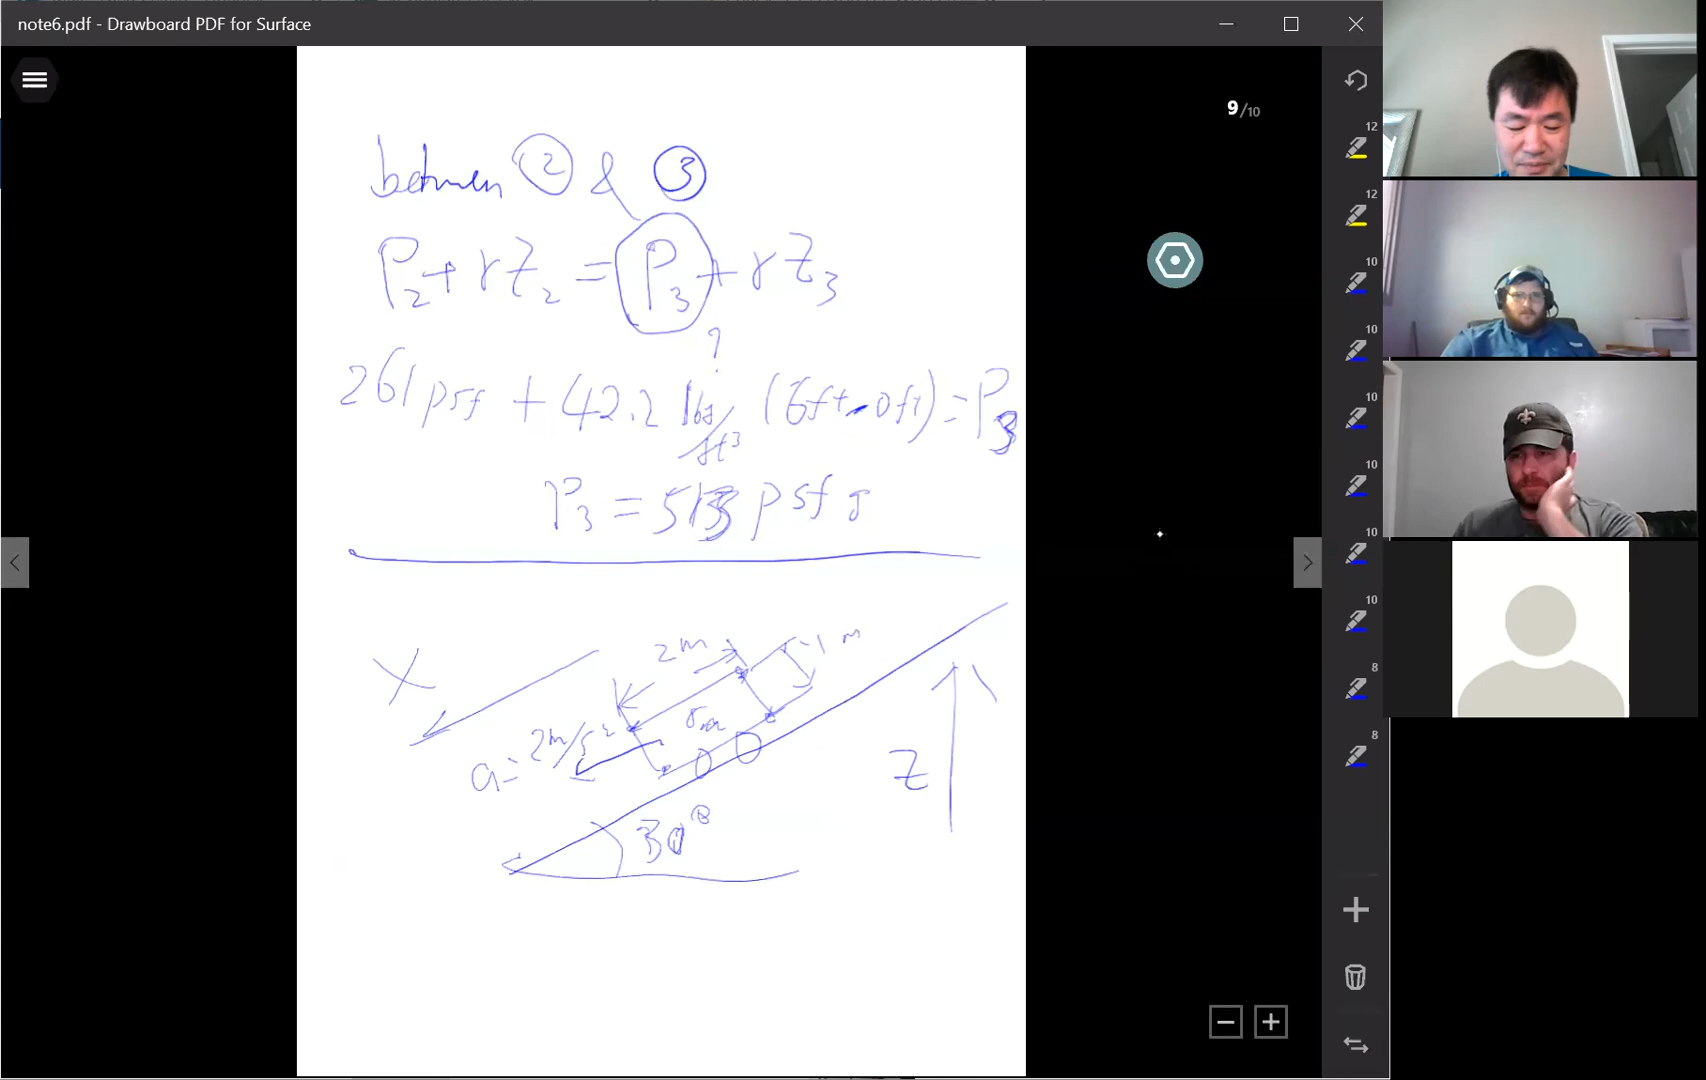 note6.pdf - Drawboard PDF for Surface
9/10
between ② & ③
P₂ + γZ₂ = P₃ + γZ₃
?
261 psf + 42.2 lbf/ft³ (6ft - 0ft) = P₃
P₃ = 513 psfg
X
2m
1m
a = 2m/s²
Z
30°
12
12
10
10
10
10
10
10
8
8